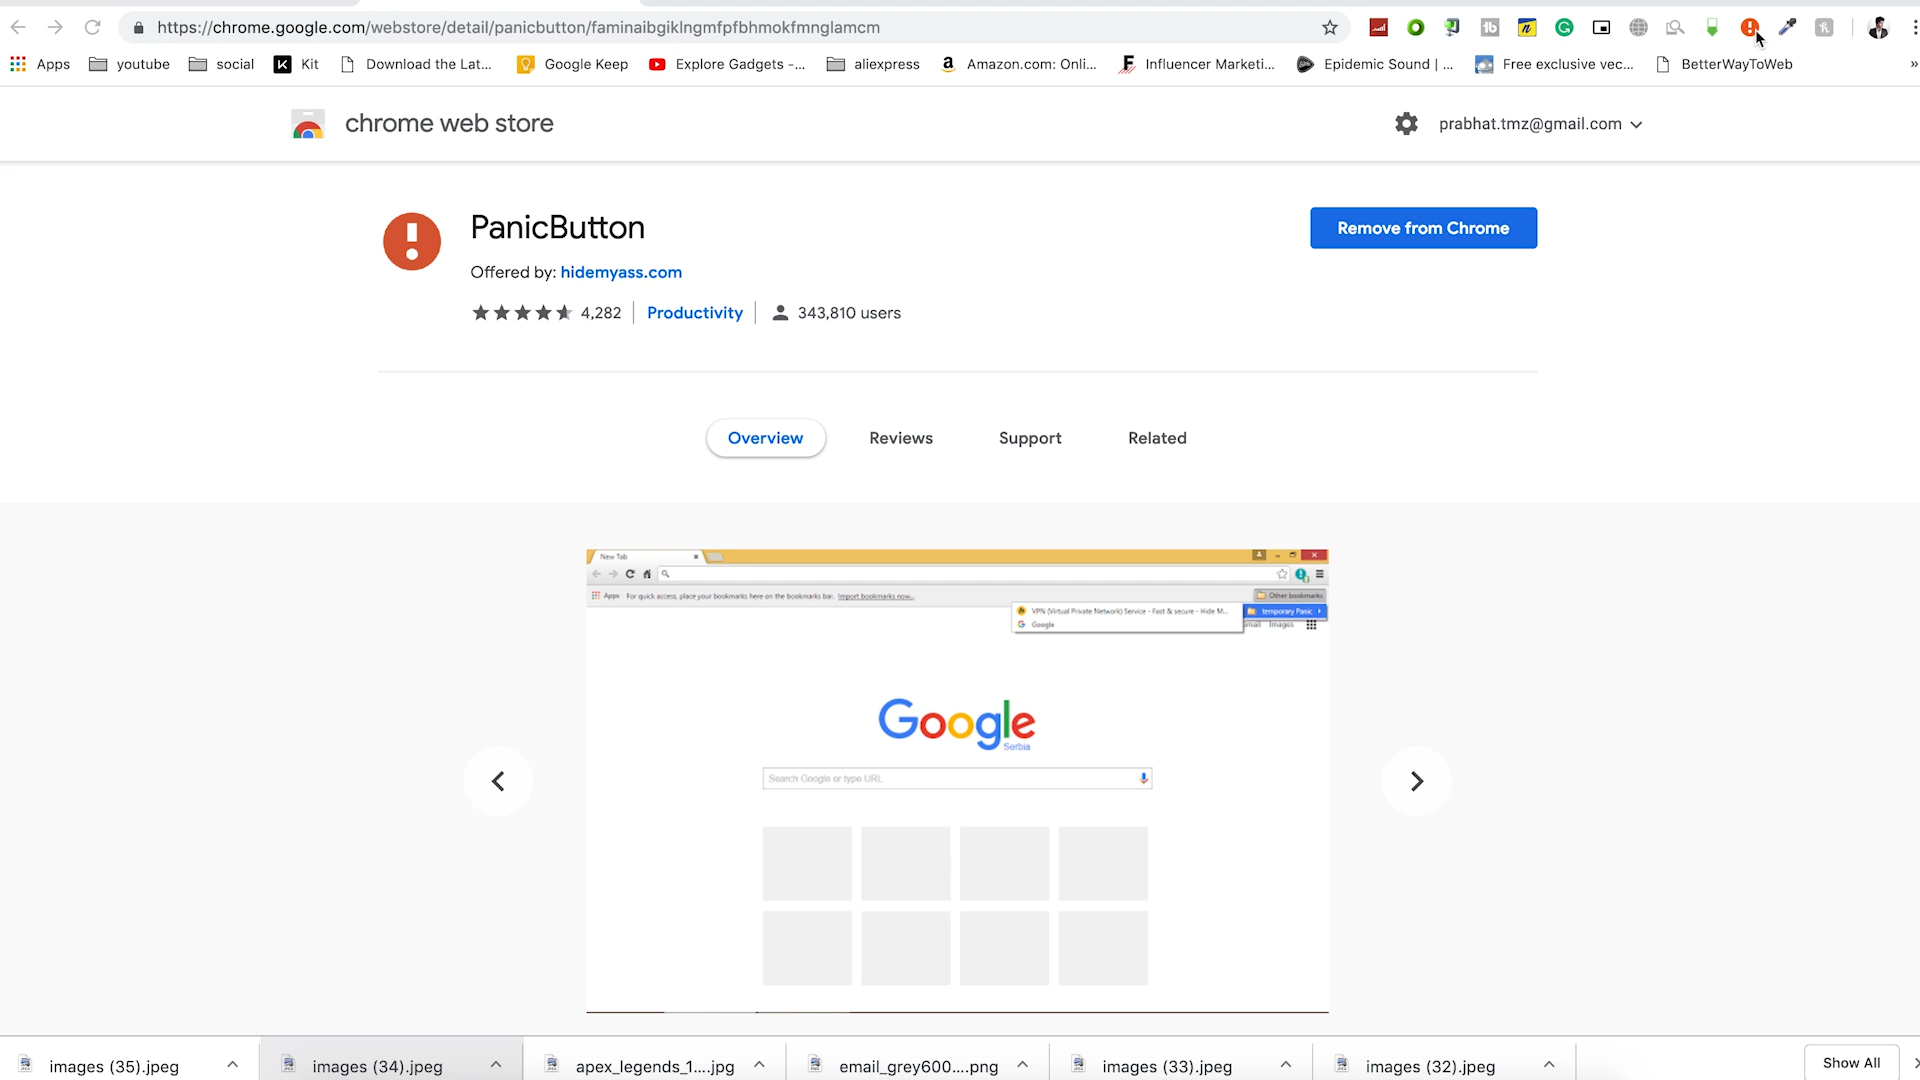 https://chrome.google.com/webstore/detail/panicbutton/faminaibgiklngmfpfbhmokfmnglamcm
Apps youtube social Kit Download the Lat... Google Keep Explore Gadgets -... aliexpress Amazon.com: Onli... Influencer Marketi... Epidemic Sound | ... Free exclusive vec... BetterWayToWeb »
chrome web store
prabhat.tmz@gmail.com
PanicButton
Remove from Chrome
Offered by: hidemyass.com
4,282 Productivity 343,810 users
Overview Reviews Support Related
New Tab
Apps For quick access, place your bookmarks here on the bookmarks bar. Import bookmarks now... Other bookmarks
VPN (Virtual Private Network) Service - Fast & secure - Hide M... temporary Panic
Google Images
Google
Serbia
Search Google or type URL
images (35).jpeg images (34).jpeg apex_legends_1....jpg email_grey600....png images (33).jpeg images (32).jpeg Show All